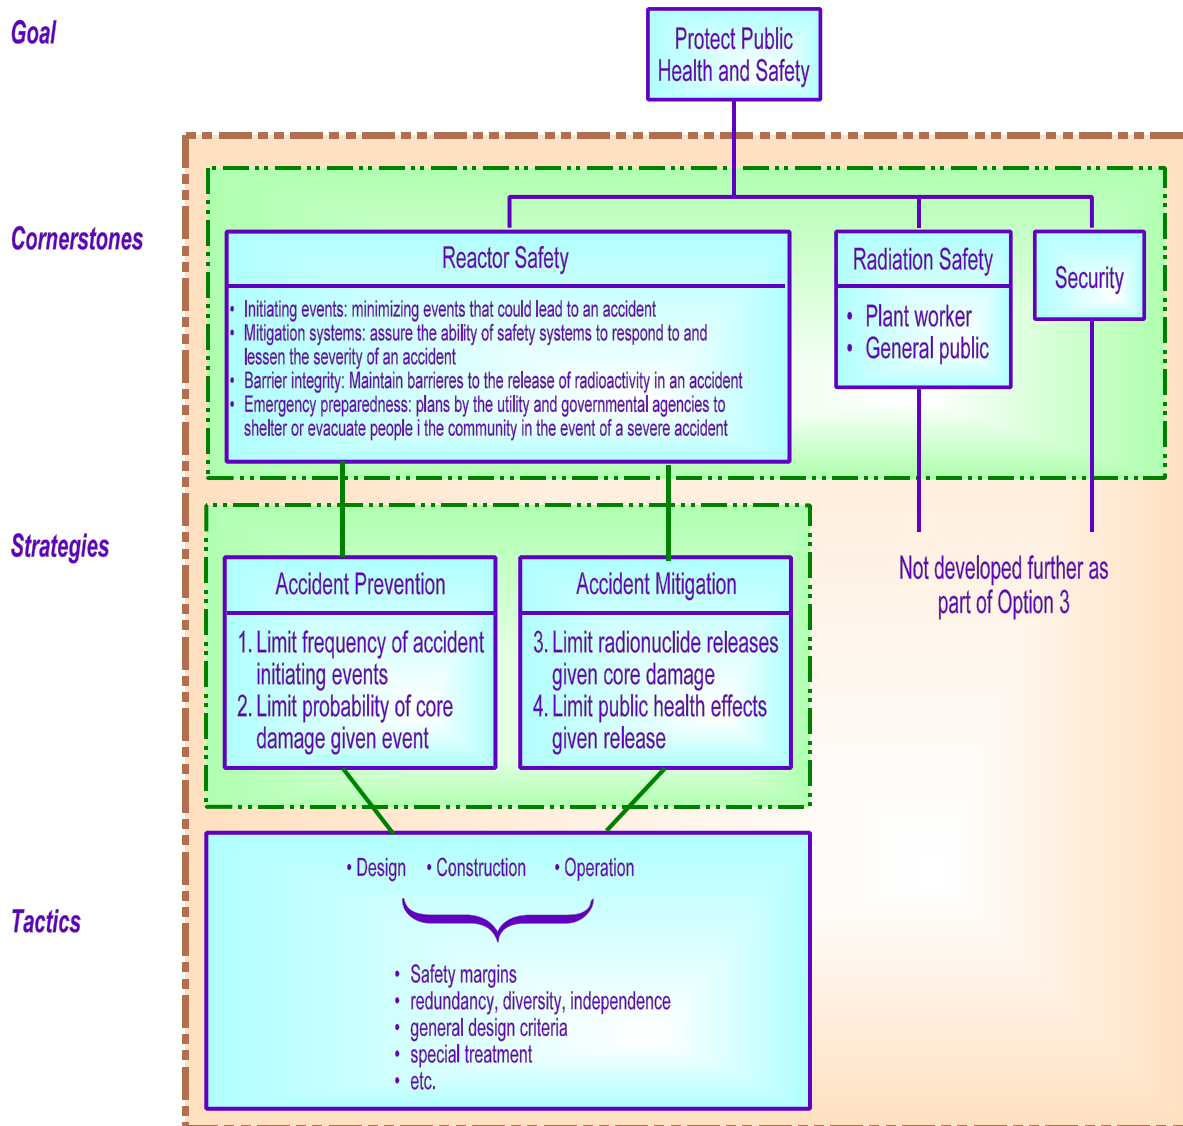 Goal
Protect Public
Health and Safety
Cornerstones
Reactor Safety
• Initiating events: minimizing events that could lead to an accident
• Mitigation systems: assure the ability of safety systems to respond to and
lessen the severity of an accident
• Barrier integrity: Maintain barrieres to the release of radioactivity in an accident
• Emergency preparedness: plans by the utility and governmental agencies to
shelter or evacuate people i the community in the event of a severe accident
Radiation Safety
• Plant worker
• General public
Security
Strategies
Accident Prevention
1. Limit frequency of accident
initiating events
2. Limit probability of core
damage given event
Accident Mitigation
3. Limit radionuclide releases
given core damage
4. Limit public health effects
given release
Not developed further as
part of Option 3
Tactics
• Design • Construction • Operation
• Safety margins
• redundancy, diversity, independence
• general design criteria
• special treatment
• etc.